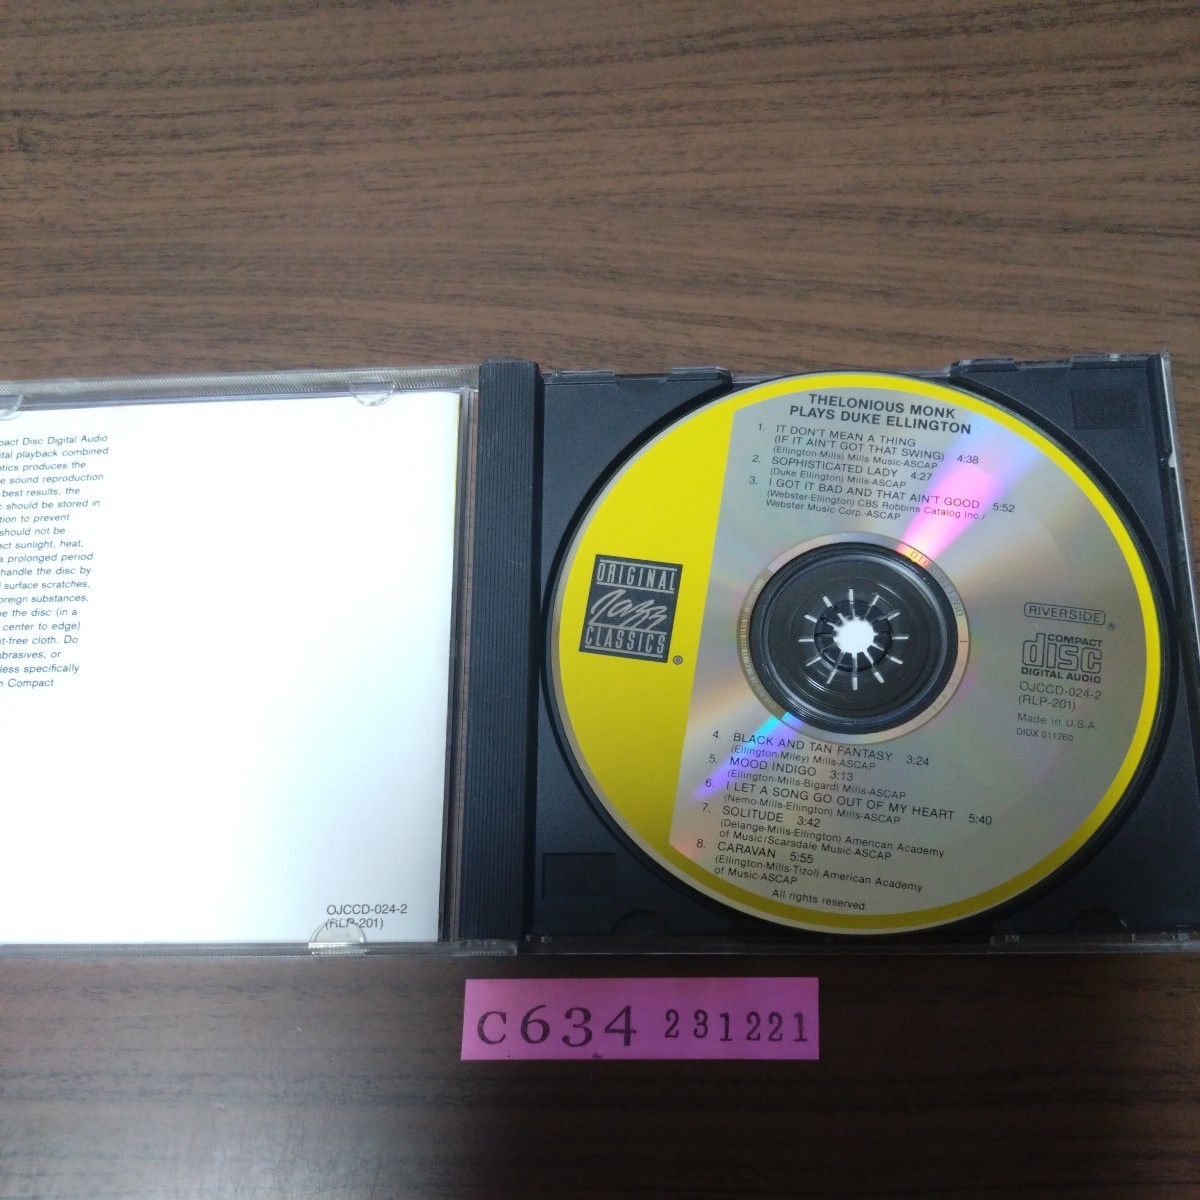 pact Disc Digital Audio
ital playback combined
etics produces the
e sound reproduction
best results, the
c should be stored in
tion to prevent
should not be
ect sunlight, heat,
a prolonged period
handle the disc by
surface scratches,
oreign substances,
e the disc (in a
center to edge)
t-free cloth. Do
abrasives, or
less specifically
n Compact
OJCCD-024-2
(RLP-201)
THELONIOUS MONK
PLAYS DUKE ELLINGTON
1. IT DON'T MEAN A THING
(IF IT AIN'T GOT THAT SWING) 4:38
(Ellington-Mills) Mills Music-ASCAP
2. SOPHISTICATED LADY 4:27
(Duke Ellington) Mills-ASCAP
3. I GOT IT BAD AND THAT AIN'T GOOD 5:52
(Webster-Ellington) CBS Robbins Catalog Inc./
Webster Music Corp.-ASCAP
ORIGINAL
Jazz
CLASSICS
®
RIVERSIDE ®
COMPACT
disc
DIGITAL AUDIO
OJCCD-024-2
(RLP-201)
Made in U.S.A.
DIDX 011260
4. BLACK AND TAN FANTASY 3:24
(Ellington-Miley) Mills-ASCAP
5. MOOD INDIGO 3:13
(Ellington-Mills-Bigard) Mills-ASCAP
6. I LET A SONG GO OUT OF MY HEART 5:40
(Nemo-Mills-Ellington) Mills-ASCAP
7. SOLITUDE 3:42
(Delange-Mills-Ellington) American Academy
of Music/Scarsdale Music-ASCAP
8. CARAVAN 5:55
(Ellington-Mills-Tizol) American Academy
of Music-ASCAP
All rights reserved.
C634 231221